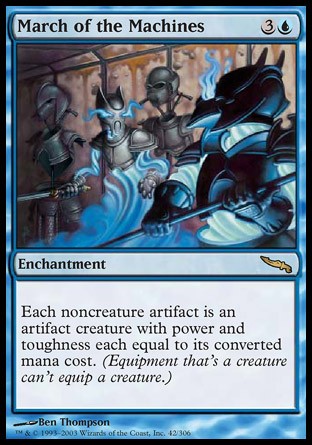 March of the Machines 3
Enchantment
Each noncreature artifact is an
artifact creature with power and
toughness each equal to its converted
mana cost. (Equipment that's a creature
can't equip a creature.)
Ben Thompson
™ & © 1993–2003 Wizards of the Coast, Inc. 42/306